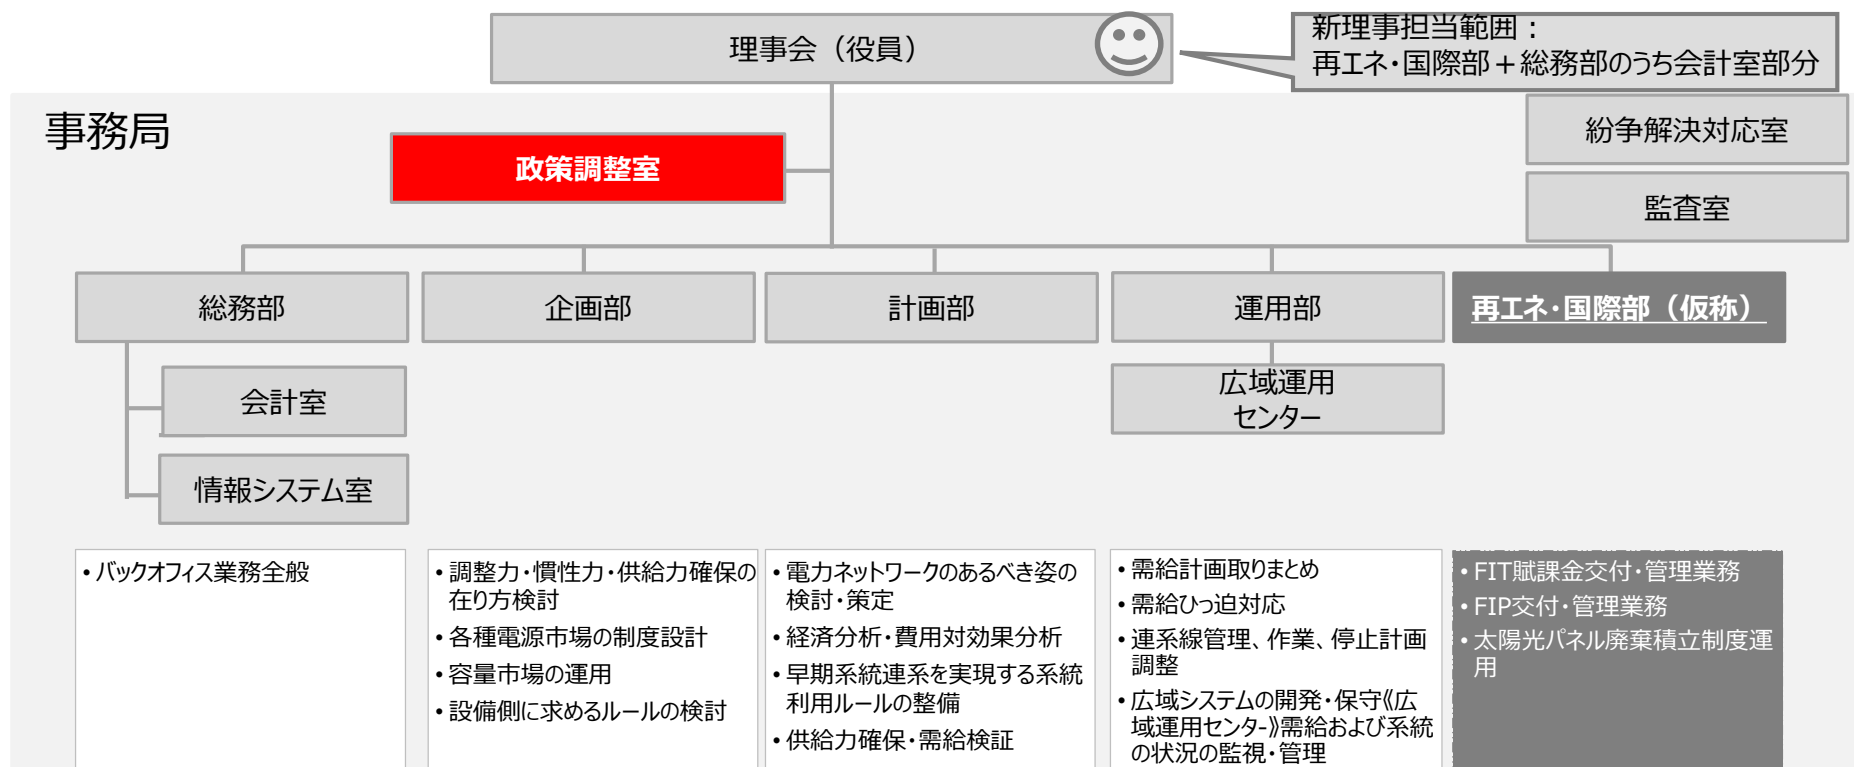 理事会（役員）
新理事担当範囲：
再エネ・国際部＋総務部のうち会計室部分
事務局
政策調整室
紛争解決対応室
監査室
総務部
企画部
計画部
運用部
再エネ・国際部（仮称）
会計室
情報システム室
広域運用
センター
・バックオフィス業務全般
・調整力・慣性力・供給力確保の
在り方検討
・各種電源市場の制度設計
・容量市場の運用
・設備側に求めるルールの検討
・電力ネットワークのあるべき姿の
検討・策定
・経済分析・費用対効果分析
・早期系統連系を実現する系統
利用ルールの整備
・供給力確保・需給検証
・需給計画取りまとめ
・需給ひっ迫対応
・連系線管理、作業、停止計画
調整
・広域システムの開発・保守《広
域運用センタ-》需給および系統
の状況の監視・管理
・FIT賦課金交付・管理業務
・FIP交付・管理業務
・太陽光パネル廃棄積立制度運
用